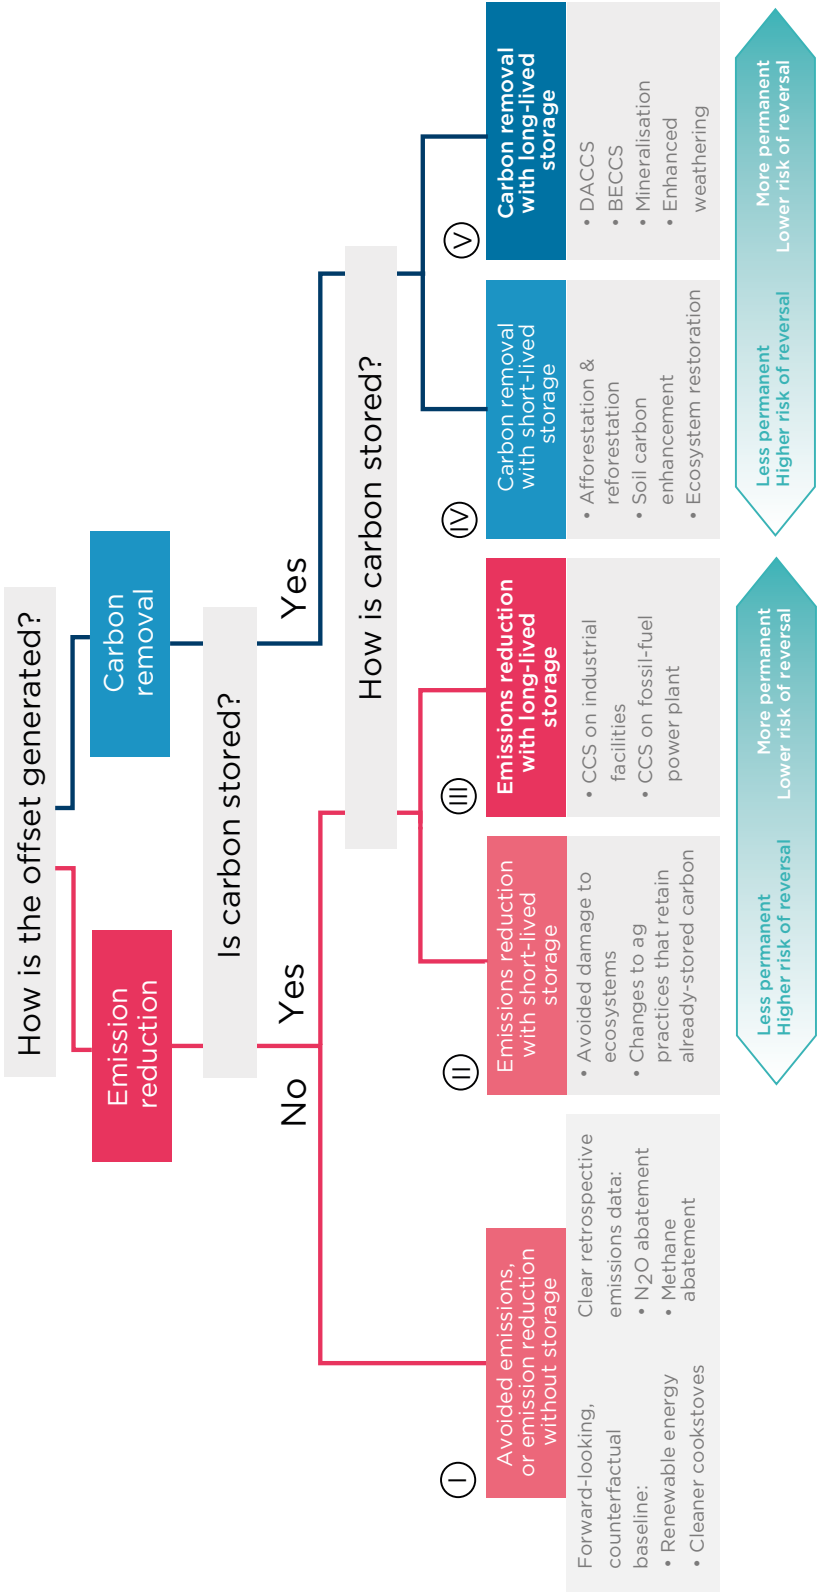 How is the offset generated?
Emission
reduction
Carbon
removal
Is carbon stored?
No
Yes
Yes
How is carbon stored?
I
Avoided emissions,
or emission reduction
without storage
Forward-looking,
counterfactual
baseline:
• Renewable energy
• Cleaner cookstoves
Clear retrospective
emissions data:
• N2O abatement
• Methane
abatement
II
Emissions reduction
with short-lived
storage
• Avoided damage to
ecosystems
• Changes to ag
practices that retain
already-stored carbon
III
Emissions reduction
with long-lived
storage
• CCS on industrial
facilities
• CCS on fossil-fuel
power plant
IV
Carbon removal
with short-lived
storage
• Afforestation &
reforestation
• Soil carbon
enhancement
• Ecosystem restoration
V
Carbon removal
with long-lived
storage
• DACCS
• BECCS
• Mineralisation
• Enhanced
weathering
Less permanent
Higher risk of reversal
More permanent
Lower risk of reversal
Less permanent
Higher risk of reversal
More permanent
Lower risk of reversal